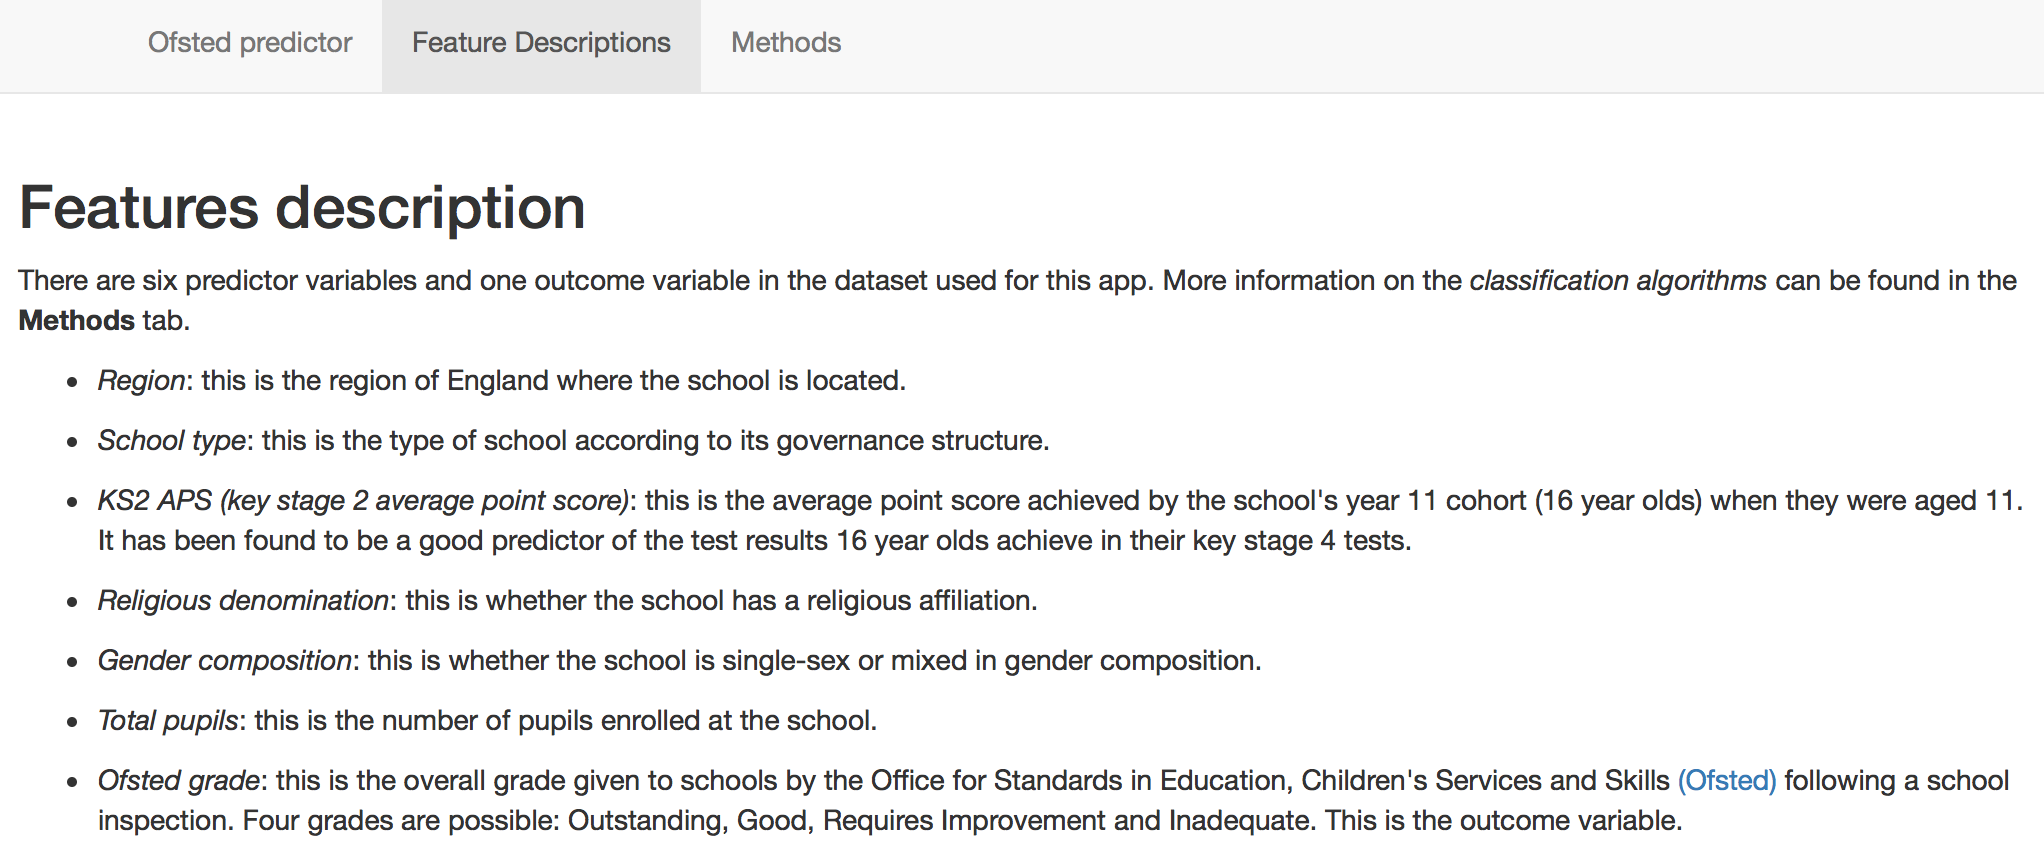 Ofsted predictor Feature Descriptions Methods
Features description
There are six predictor variables and one outcome variable in the dataset used for this app. More information on the classification algorithms can be found in the
Methods tab.
• Region: this is the region of England where the school is located.
• School type: this is the type of school according to its governance structure.
• KS2 APS (key stage 2 average point score): this is the average point score achieved by the school's year 11 cohort (16 year olds) when they were aged 11.
It has been found to be a good predictor of the test results 16 year olds achieve in their key stage 4 tests.
• Religious denomination: this is whether the school has a religious affiliation.
• Gender composition: this is whether the school is single-sex or mixed in gender composition.
• Total pupils: this is the number of pupils enrolled at the school.
• Ofsted grade: this is the overall grade given to schools by the Office for Standards in Education, Children's Services and Skills (Ofsted) following a school
inspection. Four grades are possible: Outstanding, Good, Requires Improvement and Inadequate. This is the outcome variable.